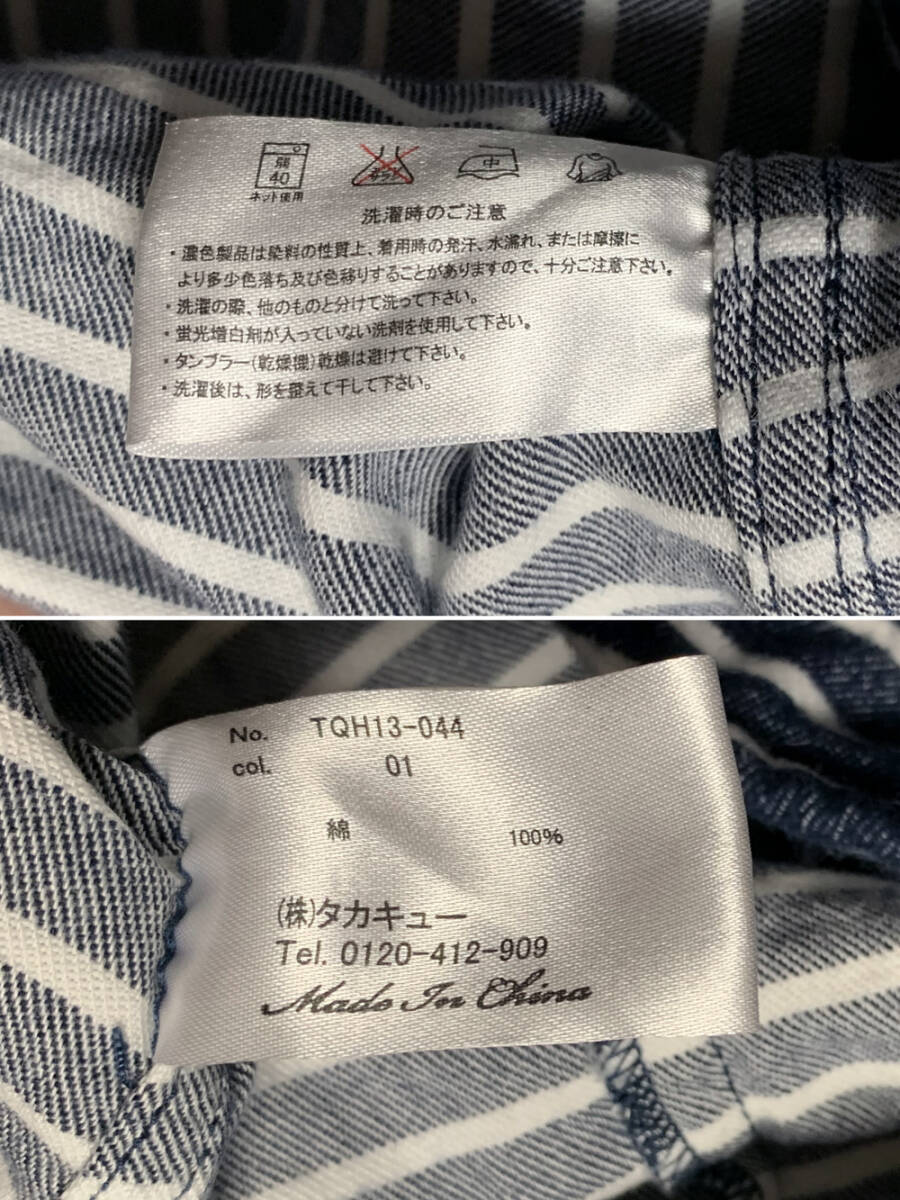 弱
40
ネット使用
中
洗濯時のご注意
・濃色製品は染料の性質上、着用時の発汗、水濡れ、または摩擦に
より多少色落ち及び色移りすることがありますので、十分ご注意下さい。
・洗濯の際、他のものと分けて洗って下さい。
・蛍光増白剤が入っていない洗剤を使用して下さい。
・タンブラー(乾燥機)乾燥は避けて下さい。
・洗濯後は、形を整えて干して下さい。
No. TQH13-044
col. 01
綿 100%
(株)タカキュー
Tel. 0120-412-909
Made In China